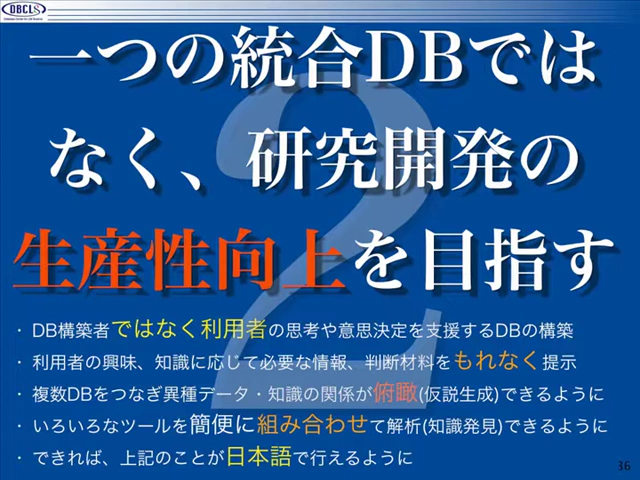 DBCLS
一つの統合DBでは
なく、研究開発の
生産性向上を目指す
2
・DB構築者ではなく利用者の思考や意思決定を支援するDBの構築
・利用者の興味、知識に応じて必要な情報、判断材料をもれなく提示
・複数DBをつなぎ異種データ・知識の関係が俯瞰(仮説生成)できるように
・いろいろなツールを簡便に組み合わせて解析(知識発見)できるように
・できれば、上記のことが日本語で行えるように
36